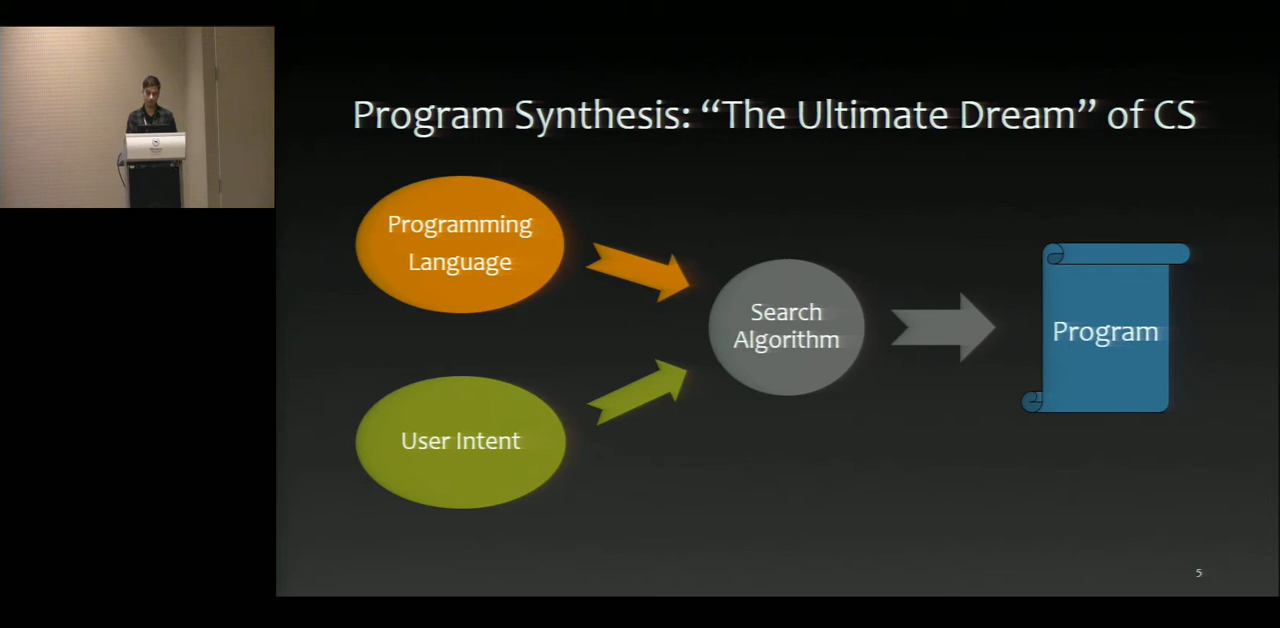 Program Synthesis: “The Ultimate Dream” of CS
Programming
Language
Search
Algorithm
Program
User Intent
5